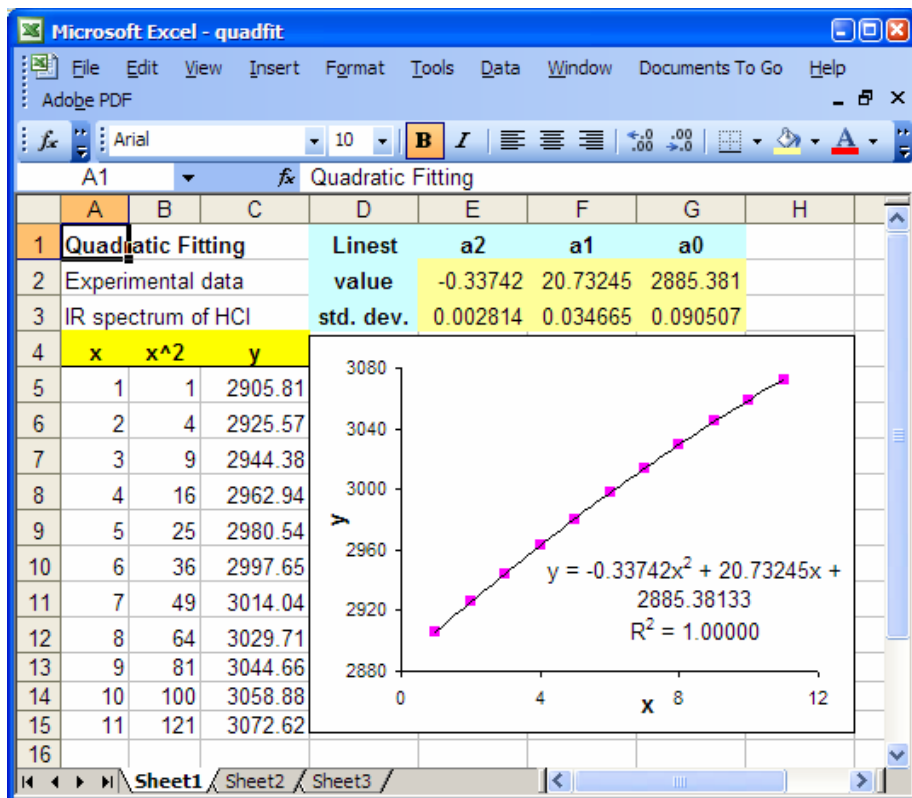 Microsoft Excel - quadfit
File Edit View Insert Format Tools Data Window Documents To Go Help
Adobe PDF
fx Arial 10 B I .00 .00 A
A1 fx Quadratic Fitting
A B C D E F G H
1 Quadratic Fitting Linest a2 a1 a0
2 Experimental data value -0.33742 20.73245 2885.381
3 IR spectrum of HCl std. dev. 0.002814 0.034665 0.090507
4 x x^2 y
5 1 1 2905.81
6 2 4 2925.57
7 3 9 2944.38
8 4 16 2962.94
9 5 25 2980.54
10 6 36 2997.65
11 7 49 3014.04
12 8 64 3029.71
13 9 81 3044.66
14 10 100 3058.88
15 11 121 3072.62
16
3080
3040
3000
2960
2920
2880
y
y = -0.33742x² + 20.73245x +
2885.38133
R² = 1.00000
0 4 8 12
x
Sheet1 Sheet2 Sheet3